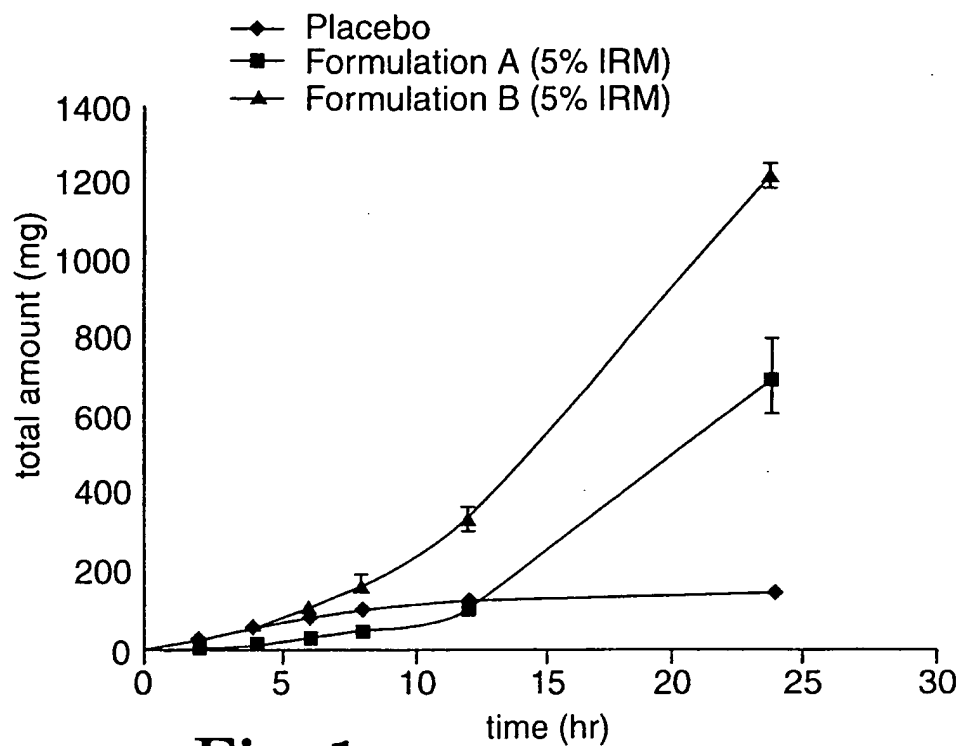 Placebo
Formulation A (5% IRM)
Formulation B (5% IRM)
1400
1200
1000
800
600
400
200
0
total amount (mg)
0 5 10 15 20 25 30
time (hr)